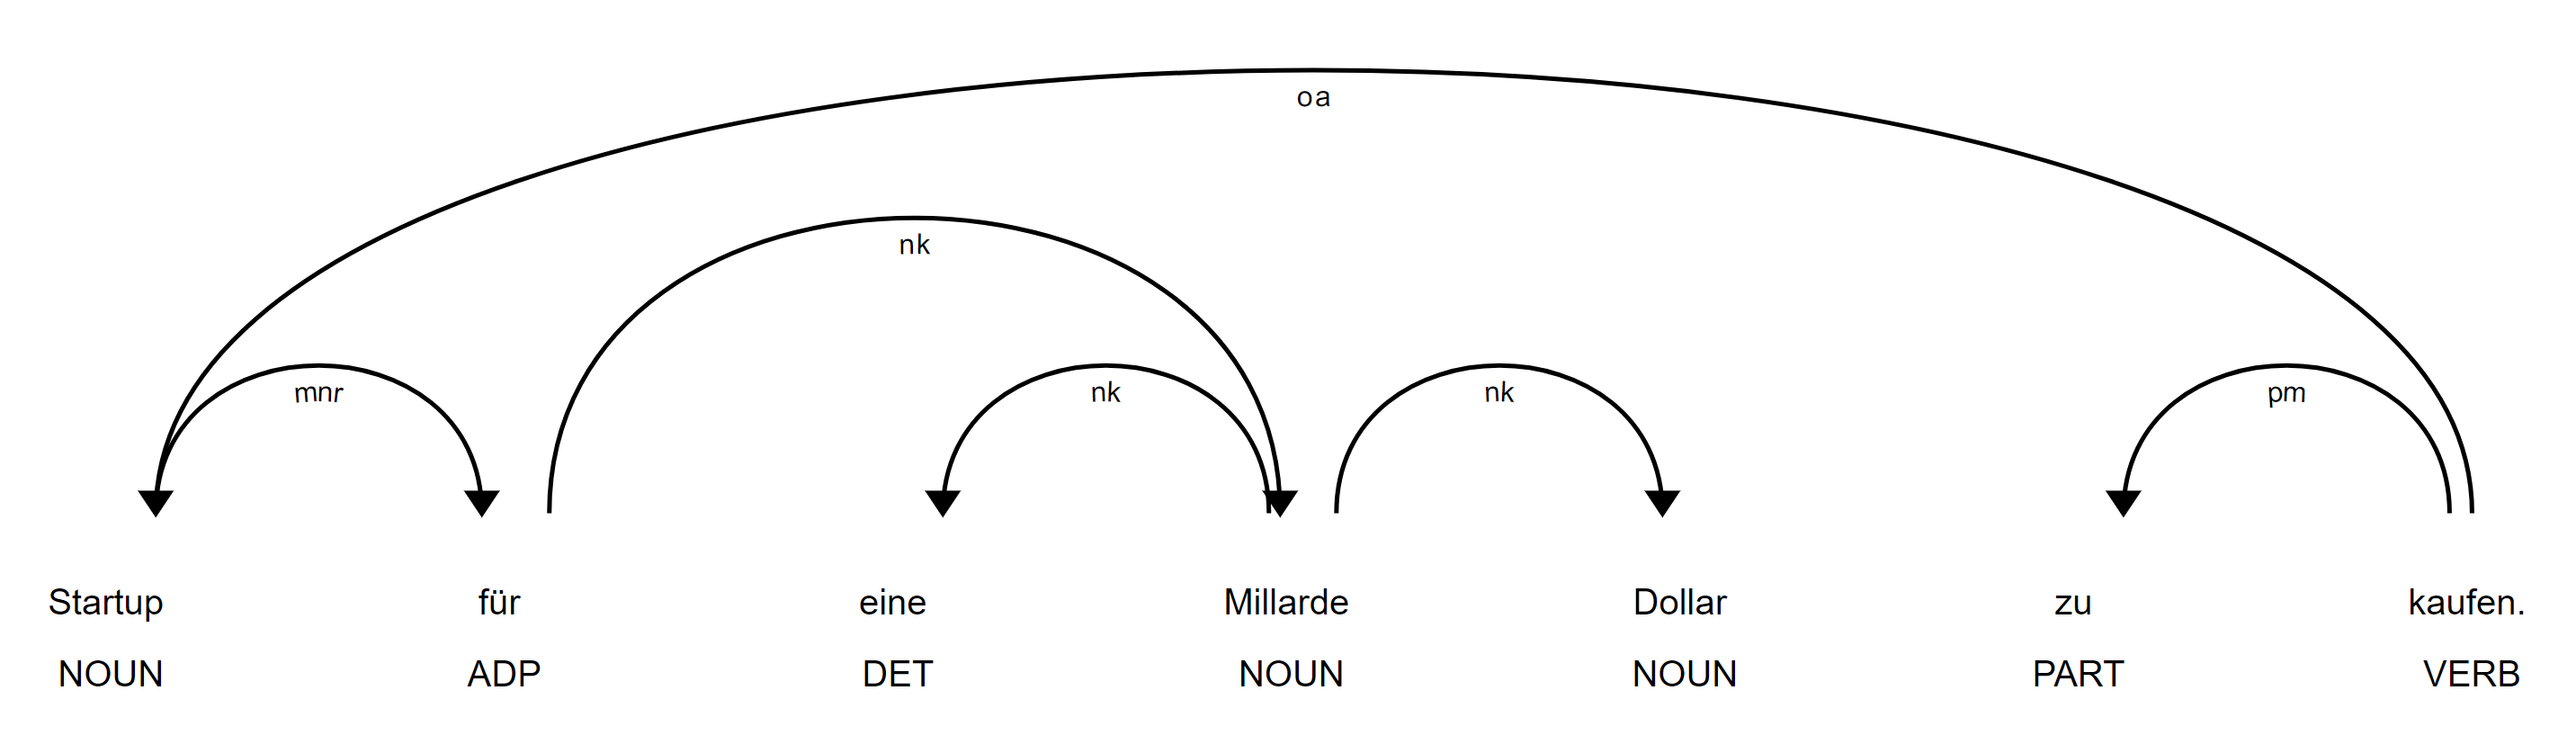 oa
nk
mnr nk nk pm
Startup für eine Millarde Dollar zu kaufen.
NOUN ADP DET NOUN NOUN PART VERB